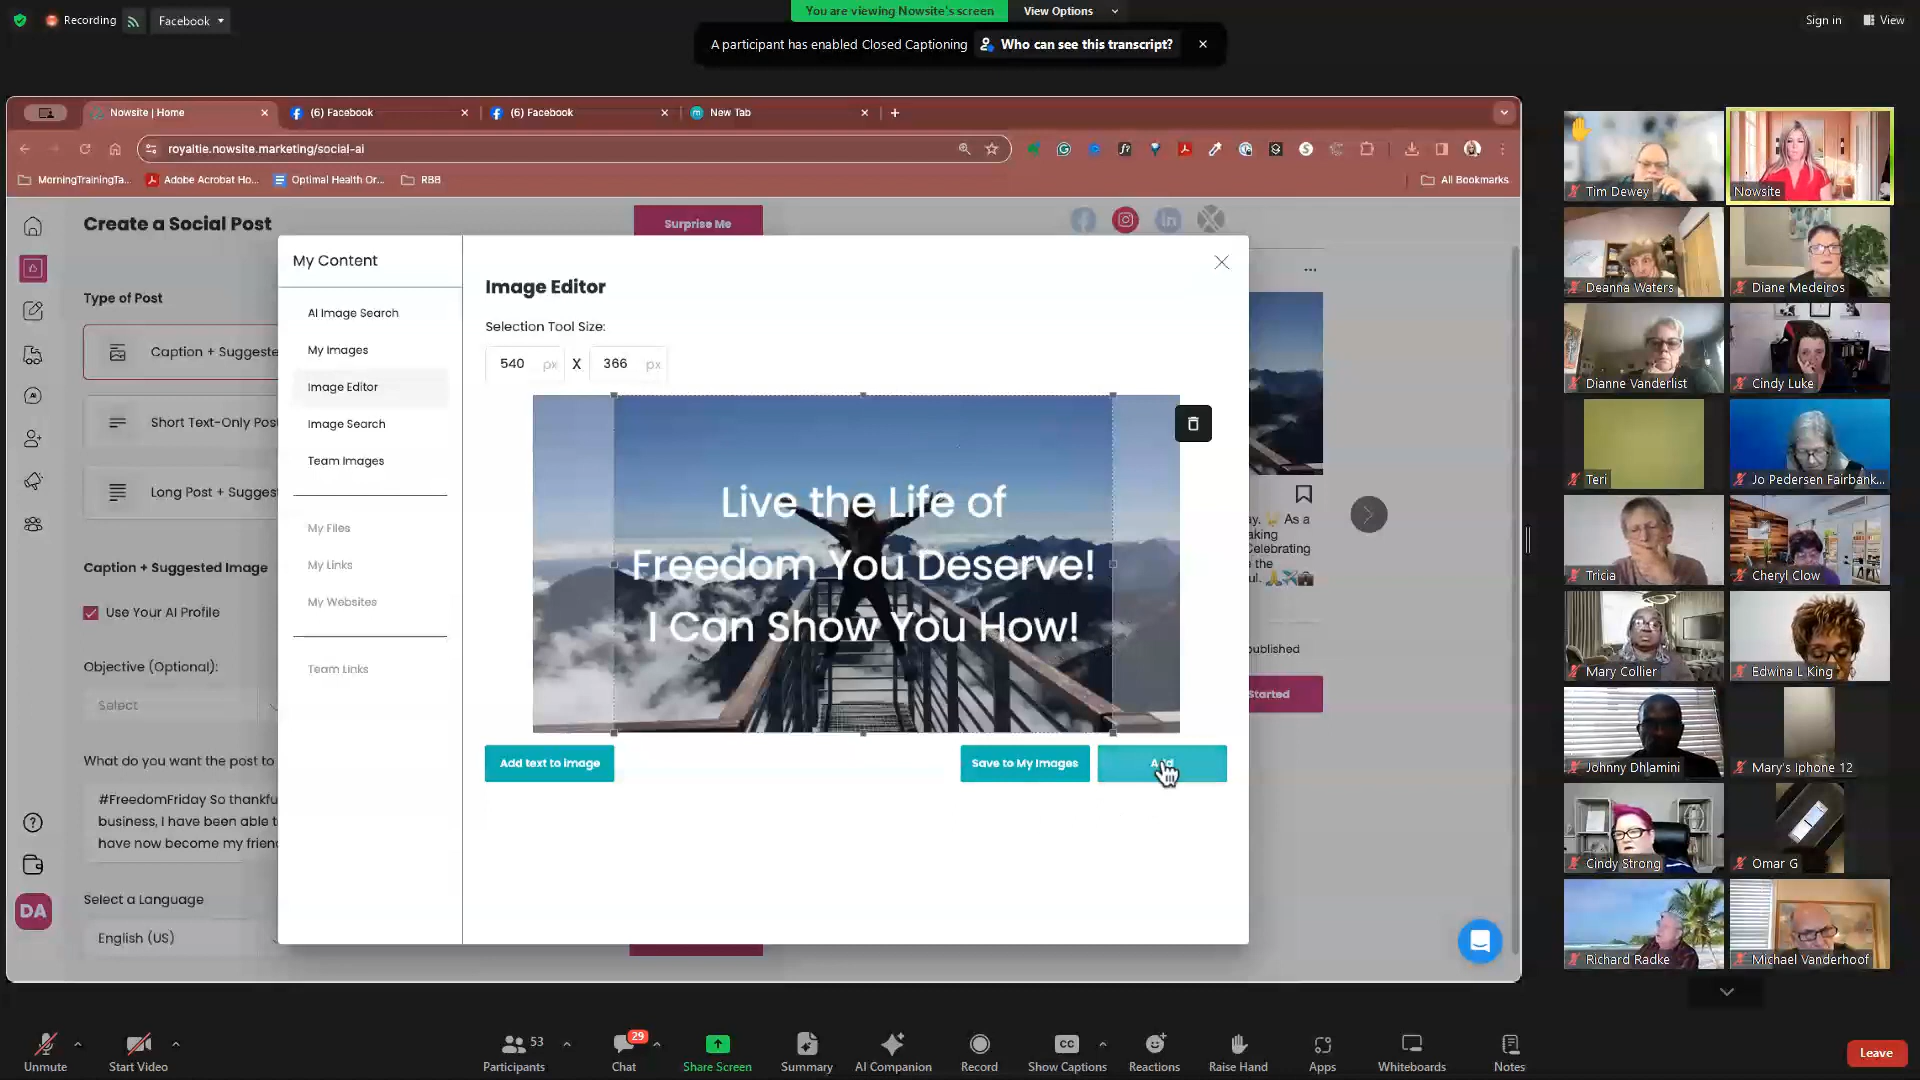 Recording
Facebook
You are viewing Nowsite's screen
View Options
Sign in
View
A participant has enabled Closed Captioning
Who can see this transcript?
Nowsite | Home
(6) Facebook
(6) Facebook
New Tab
royaltie.nowsite.marketing/social-ai
MorningTrainingTa...
Adobe Acrobat Ho...
Optimal Health Or...
RBB
All Bookmarks
Create a Social Post
Surprise Me
Type of Post
Caption + Suggeste
Short Text-Only Pos
Long Post + Sugges
Caption + Suggested Image
Use Your AI Profile
Objective (Optional):
Select
What do you want the post to
#FreedomFriday So thankfu
business, I have been able t
have now become my frien
Select a Language
English (US)
DA
My Content
AI Image Search
My Images
Image Editor
Image Search
Team Images
My Files
My Links
My Websites
Team Links
Image Editor
Selection Tool Size:
540 px X 366 px
Live the Life of
Freedom You Deserve!
I Can Show You How!
Add text to image
Save to My Images
Add
ay. As a
aking
Celebrating
the
ul.
published
Started
Tim Dewey
Nowsite
Deanna Waters
Diane Medeiros
Dianne Vanderlist
Cindy Luke
Teri
Jo Pedersen Fairbank...
Tricia
Cheryl Clow
Mary Collier
Edwina L King
Johnny Dhlamini
Mary's Iphone 12
Cindy Strong
Omar G
Richard Radke
Michael Vanderhoof
Unmute
Start Video
Participants
53
Chat
29
Share Screen
Summary
AI Companion
Record
CC
Show Captions
Reactions
Raise Hand
Apps
Whiteboards
Notes
Leave